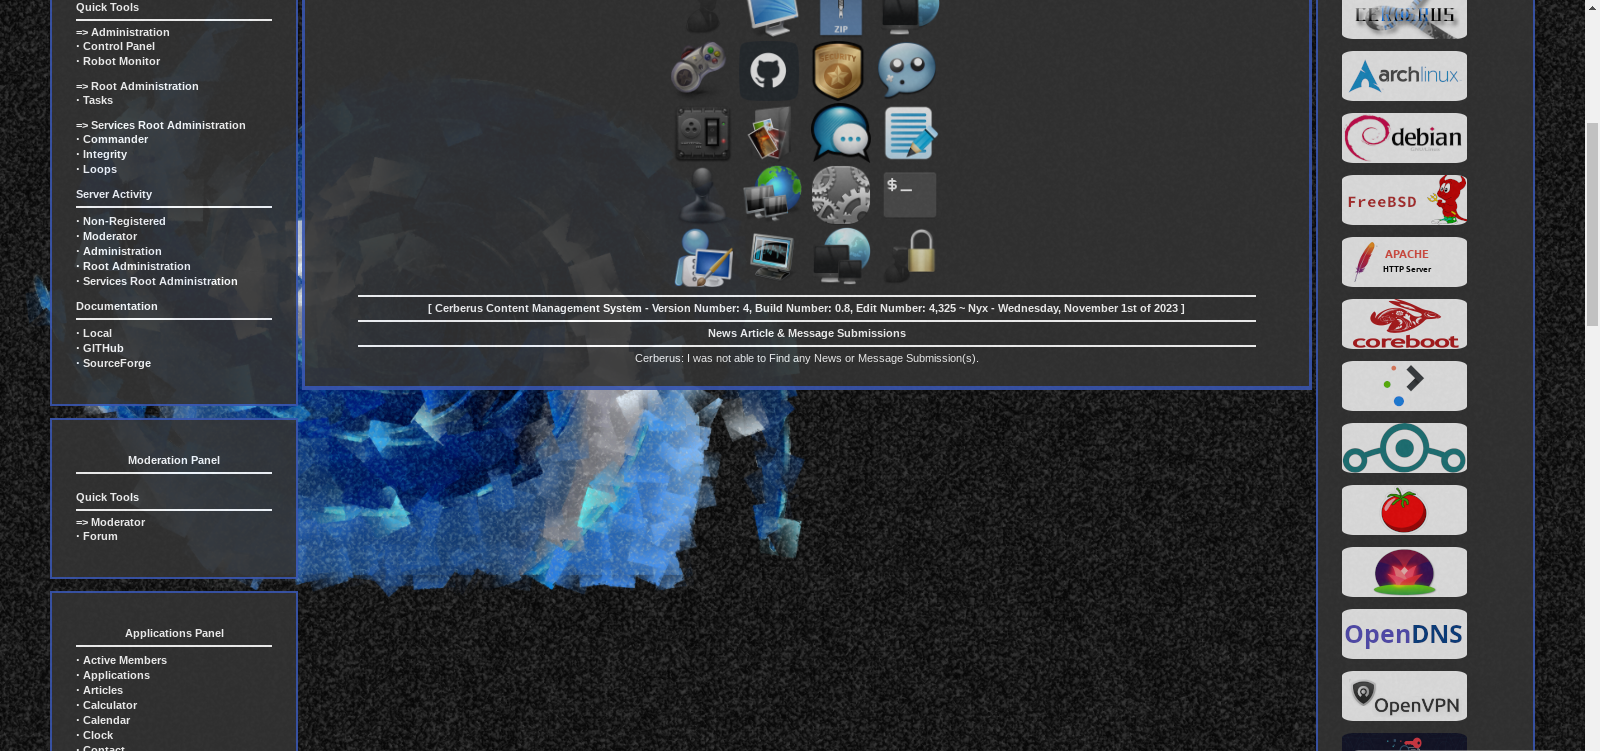 Quick Tools
=> Administration
· Control Panel
· Robot Monitor
=> Root Administration
· Tasks
=> Services Root Administration
· Commander
· Integrity
· Loops
Server Activity
· Non-Registered
· Moderator
· Administration
· Root Administration
· Services Root Administration
Documentation
· Local
· GITHub
· SourceForge
Moderation Panel
Quick Tools
=> Moderator
· Forum
Applications Panel
· Active Members
· Applications
· Articles
· Calculator
· Calendar
· Clock
· Contact
ZIP
SECURITY
$_
[ Cerberus Content Management System - Version Number: 4, Build Number: 0.8, Edit Number: 4,325 ~ Nyx - Wednesday, November 1st of 2023 ]
News Article & Message Submissions
Cerberus: I was not able to Find any News or Message Submission(s).
CERBERUS
archlinux
debian
FreeBSD
APACHE
HTTP Server
coreboot
OpenDNS
OpenVPN